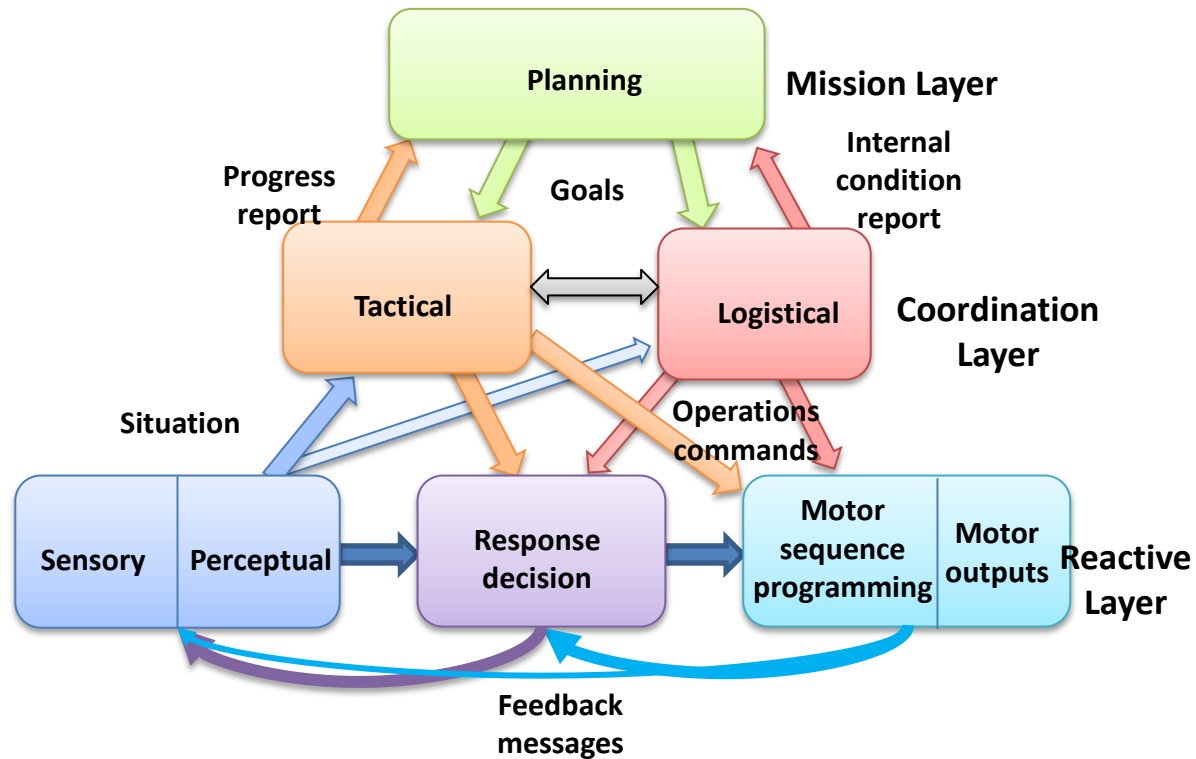 Planning
Mission Layer
Progress
report
Goals
Internal
condition
report
Tactical
Logistical
Coordination
Layer
Situation
Operations
commands
Sensory
Perceptual
Response
decision
Motor
sequence
programming
Motor
outputs
Reactive
Layer
Feedback
messages